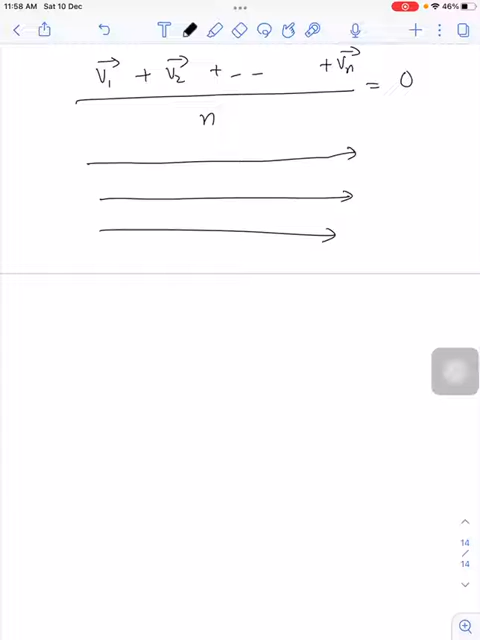 11:58 AM Sat 10 Dec 46%
V₁ + V₂ + - - + Vₙ = 0
n
14
/
14